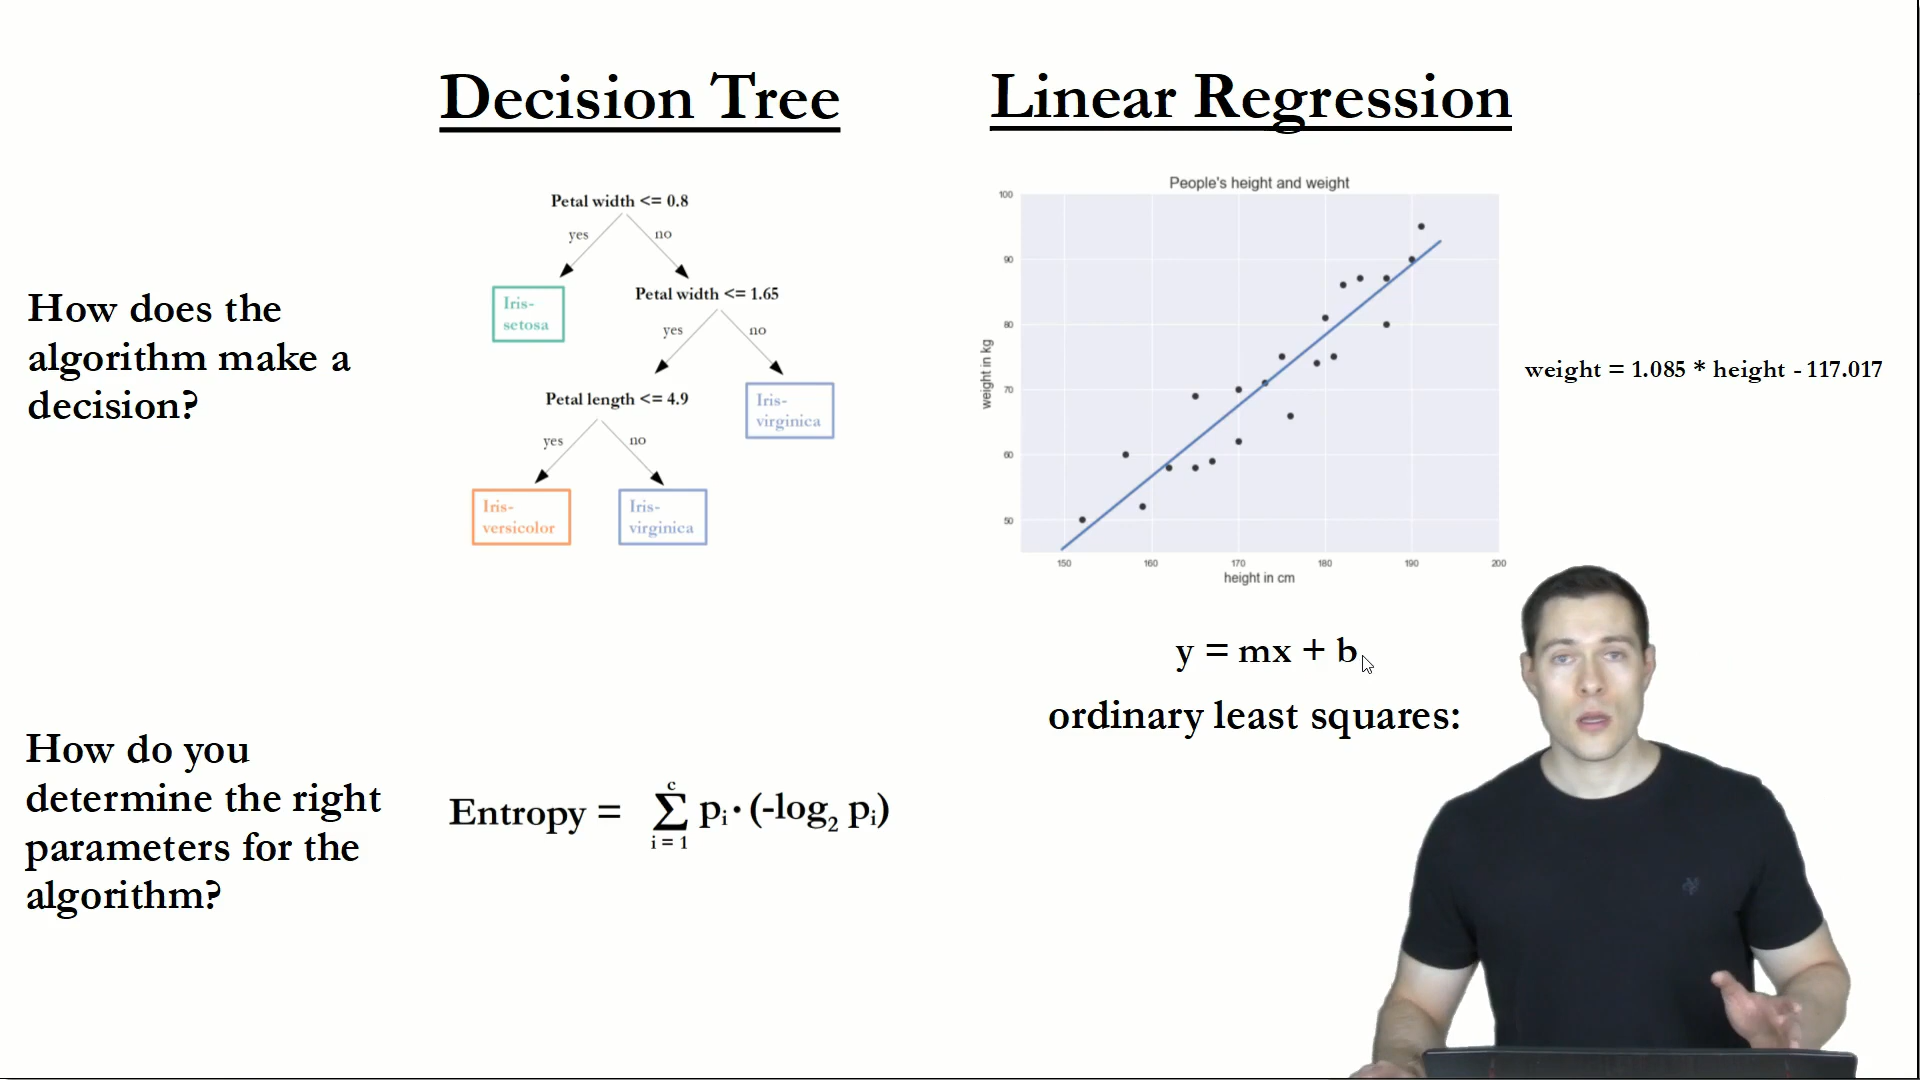 Decision Tree
Linear Regression
How does the
algorithm make a
decision?
Petal width <= 0.8
yes
no
Iris-
setosa
Petal width <= 1.65
yes
no
Petal length <= 4.9
Iris-
virginica
yes
no
Iris-
versicolor
Iris-
virginica
People's height and weight
100
90
80
70
60
50
weight in kg
150
160
170
180
190
200
height in cm
weight = 1.085 * height - 117.017
y = mx + b
ordinary least squares:
How do you
determine the right
parameters for the
algorithm?
Entropy = ∑ c i = 1 pᵢ · (-log₂ pᵢ)